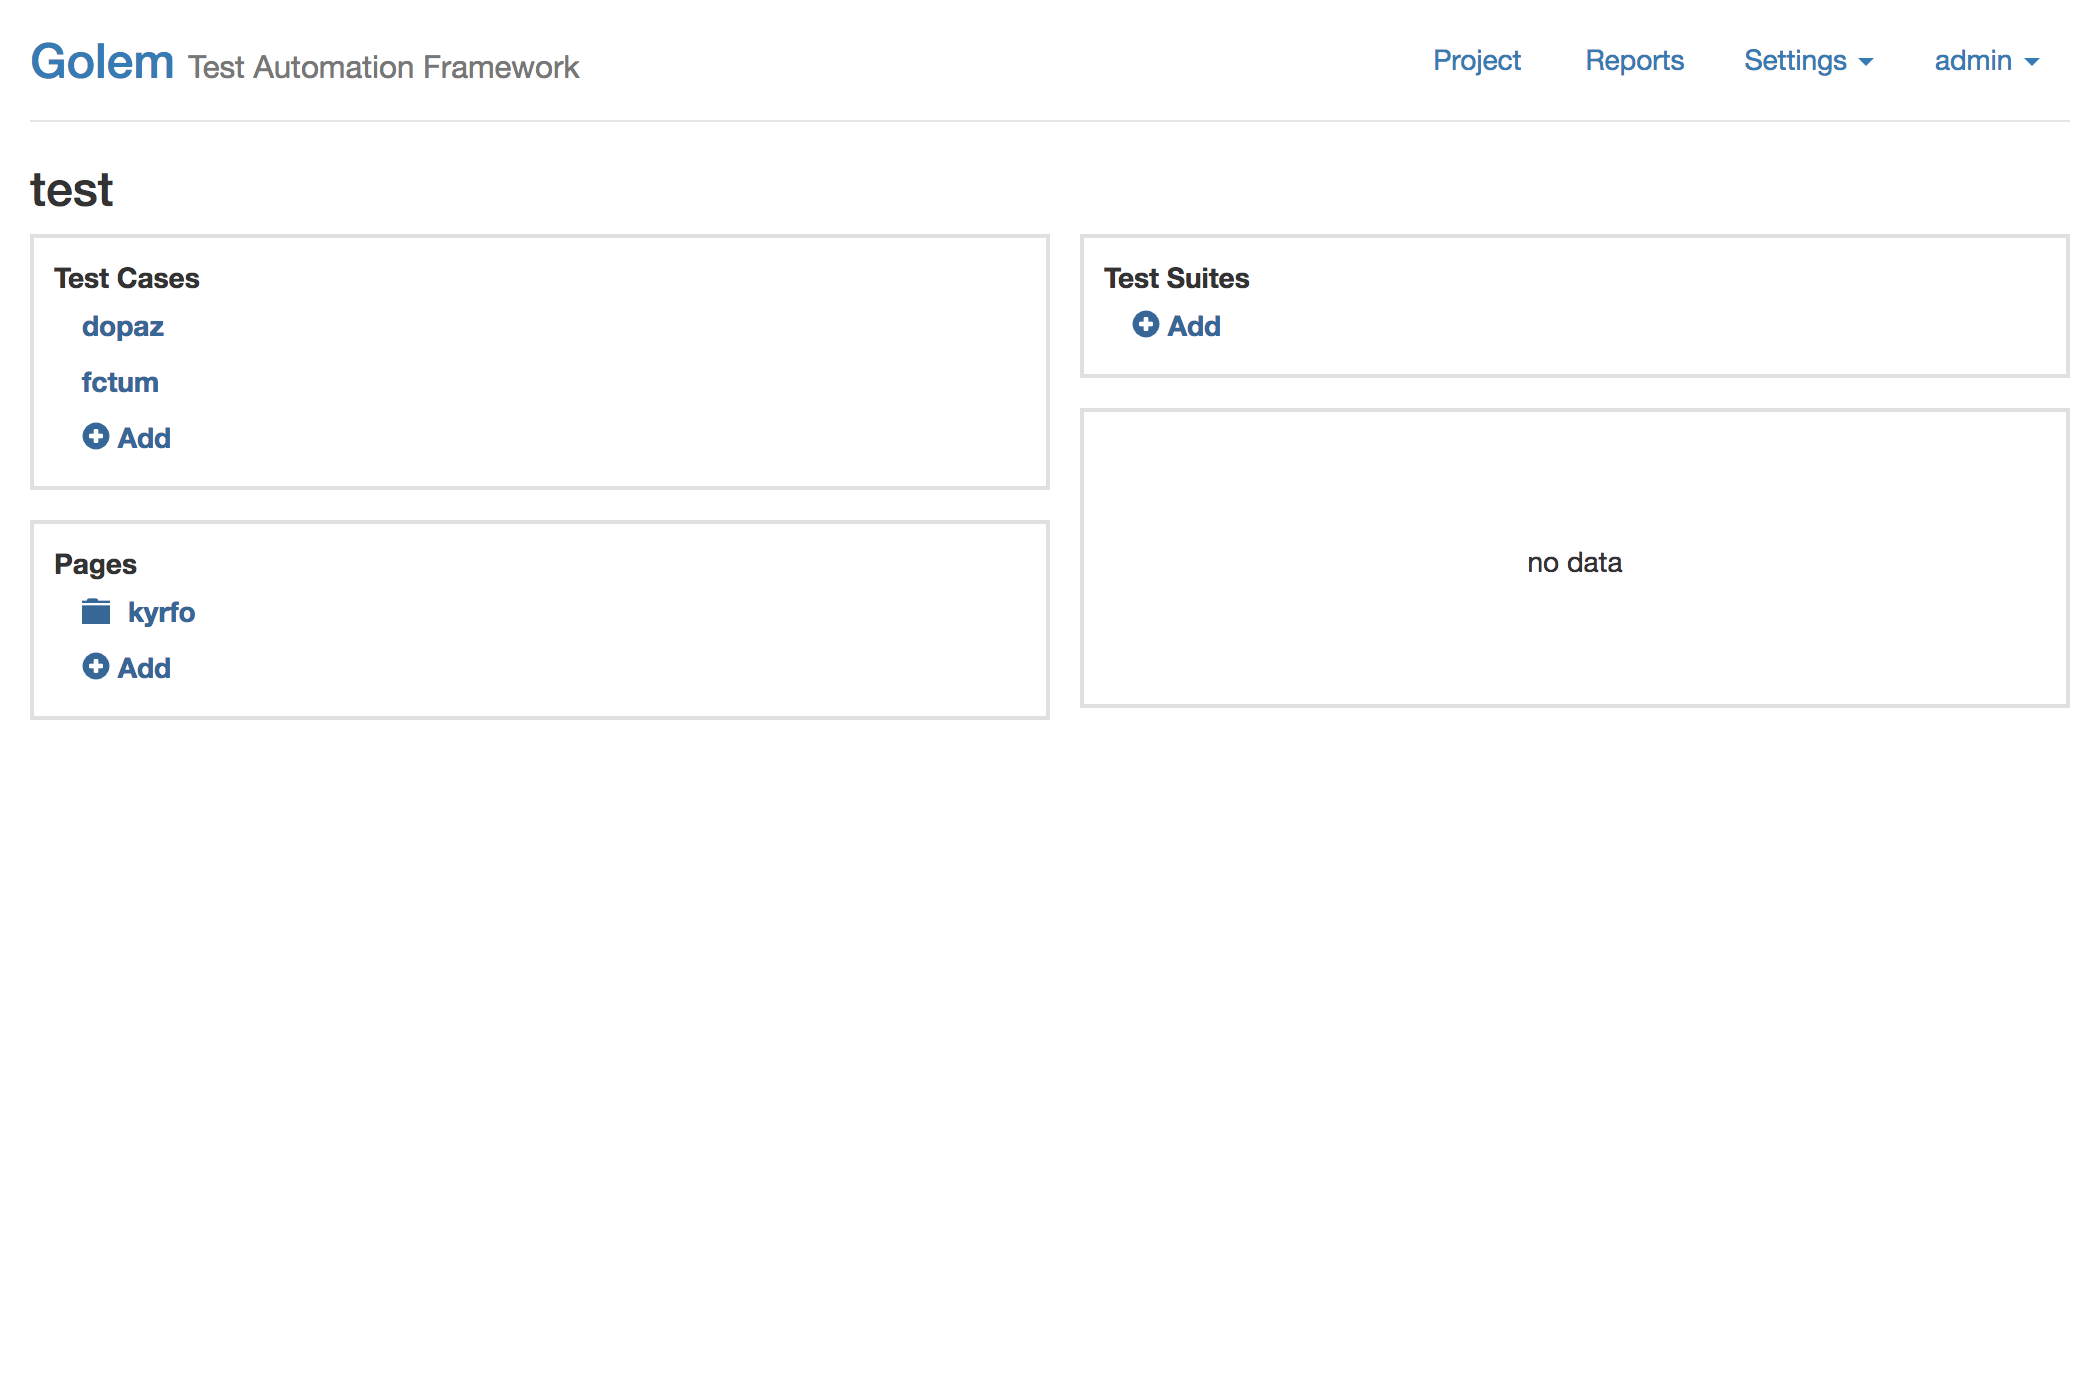 Golem Test Automation Framework
Project Reports Settings admin
test
Test Cases
dopaz
fctum
Add
Pages
kyrfo
Add
Test Suites
Add
no data